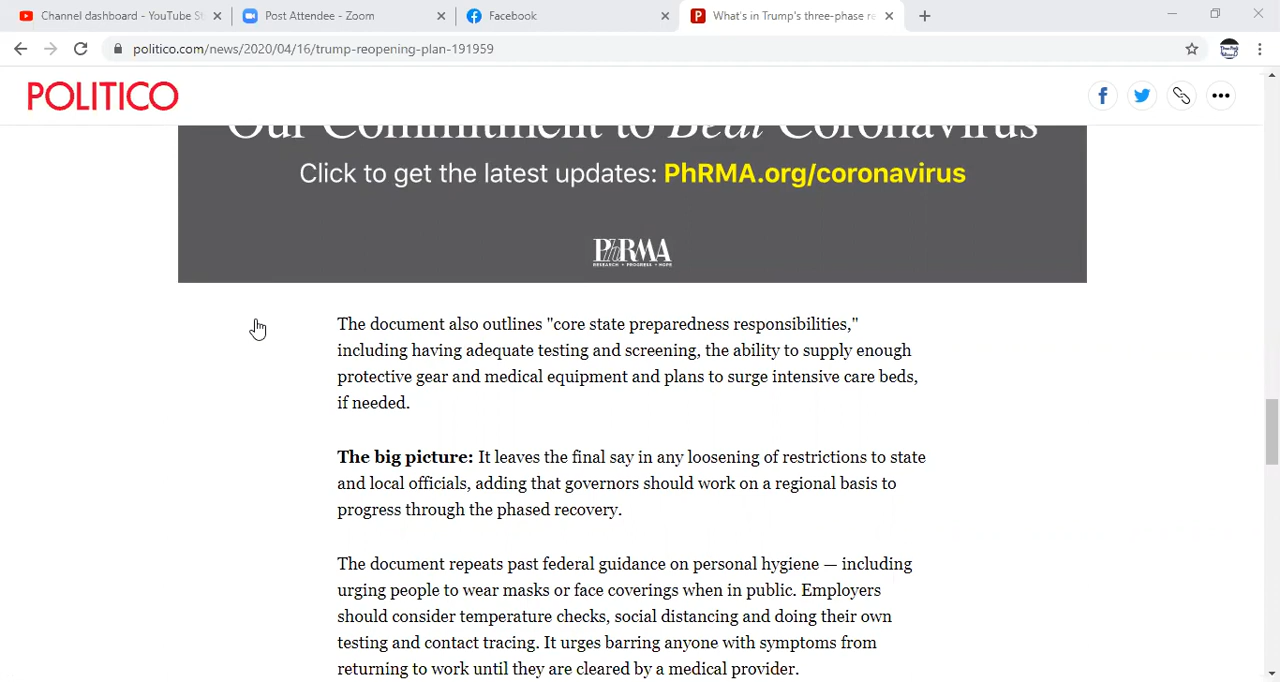 Channel dashboard - YouTube St
Post Attendee - Zoom
Facebook
What's in Trump's three-phase re
politico.com/news/2020/04/16/trump-reopening-plan-191959
POLITICO
Our Commitment to Beat Coronavirus
Click to get the latest updates: PhRMA.org/coronavirus
PhRMA
RESEARCH • PROGRESS • HOPE
The document also outlines "core state preparedness responsibilities,"
including having adequate testing and screening, the ability to supply enough
protective gear and medical equipment and plans to surge intensive care beds,
if needed.
The big picture: It leaves the final say in any loosening of restrictions to state
and local officials, adding that governors should work on a regional basis to
progress through the phased recovery.
The document repeats past federal guidance on personal hygiene — including
urging people to wear masks or face coverings when in public. Employers
should consider temperature checks, social distancing and doing their own
testing and contact tracing. It urges barring anyone with symptoms from
returning to work until they are cleared by a medical provider.